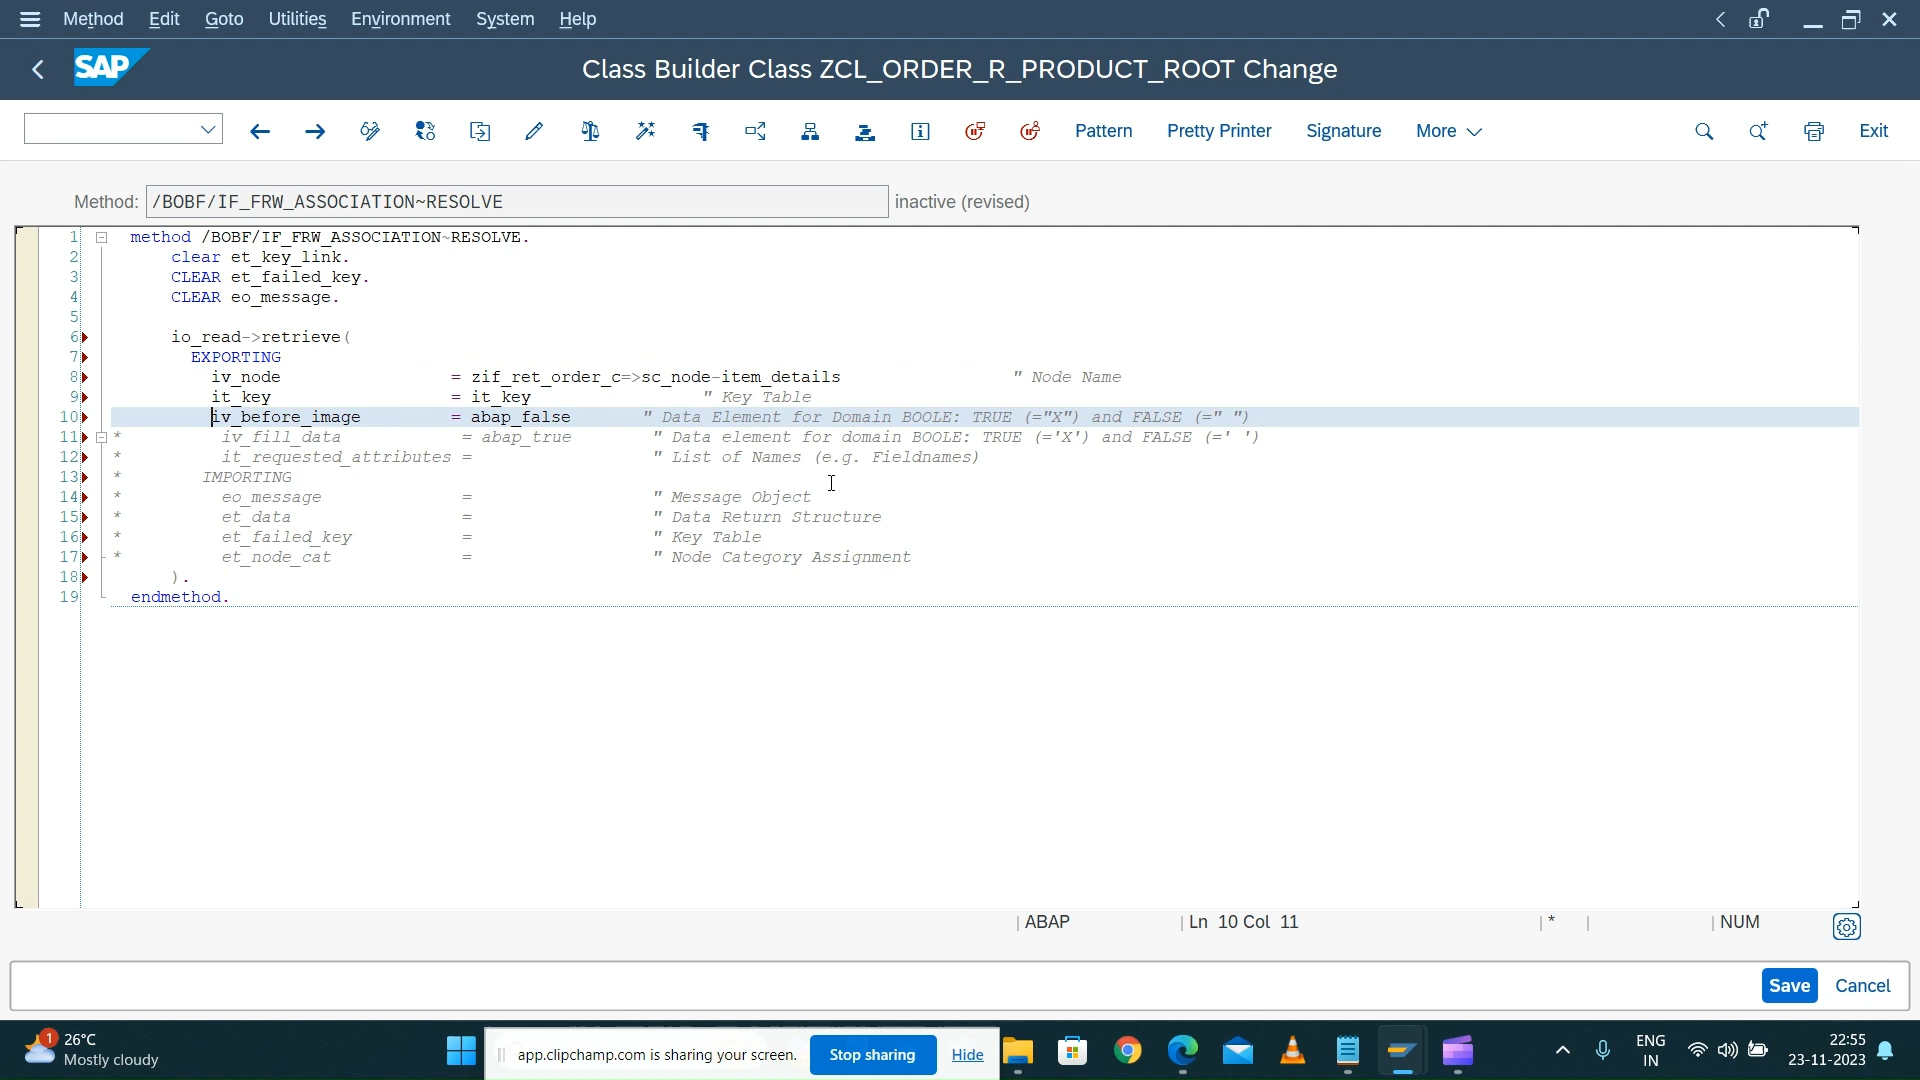 Method Edit Goto Utilities Environment System Help
SAP Class Builder Class ZCL_ORDER_R_PRODUCT_ROOT Change
Pattern Pretty Printer Signature More Exit
Method: /BOBF/IF_FRW_ASSOCIATION~RESOLVE inactive (revised)
1 method /BOBF/IF_FRW_ASSOCIATION~RESOLVE.
2 clear et_key_link.
3 CLEAR et_failed_key.
4 CLEAR eo_message.
5
6 io_read->retrieve(
7 EXPORTING
8 iv_node = zif_ret_order_c=>sc_node-item_details " Node Name
9 it_key = it_key " Key Table
10 iv_before_image = abap_false " Data Element for Domain BOOLE: TRUE (="X") and FALSE (=" ")
11 * iv_fill_data = abap_true " Data element for domain BOOLE: TRUE (='X') and FALSE (=' ')
12 * it_requested_attributes = " List of Names (e.g. Fieldnames)
13 * IMPORTING
14 * eo_message = " Message Object
15 * et_data = " Data Return Structure
16 * et_failed_key = " Key Table
17 * et_node_cat = " Node Category Assignment
18 ).
19 endmethod.
ABAP Ln 10 Col 11 * NUM
Save Cancel
1 26°C
Mostly cloudy
app.clipchamp.com is sharing your screen. Stop sharing Hide
ENG
IN
22:55
23-11-2023